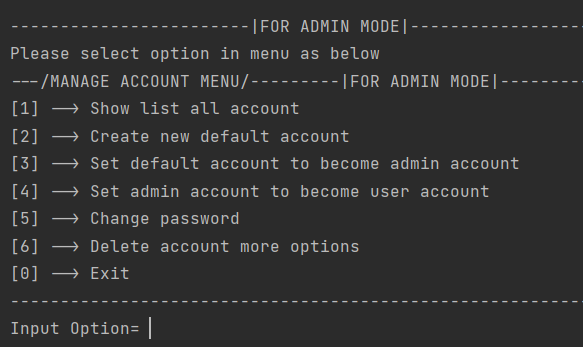 ------------------------|FOR ADMIN MODE|------------------
Please select option in menu as below
---/MANAGE ACCOUNT MENU/---------|FOR ADMIN MODE|---------
[1] --> Show list all account
[2] --> Create new default account
[3] --> Set default account to become admin account
[4] --> Set admin account to become user account
[5] --> Change password
[6] --> Delete account more options
[0] --> Exit
----------------------------------------------------------
Input Option=